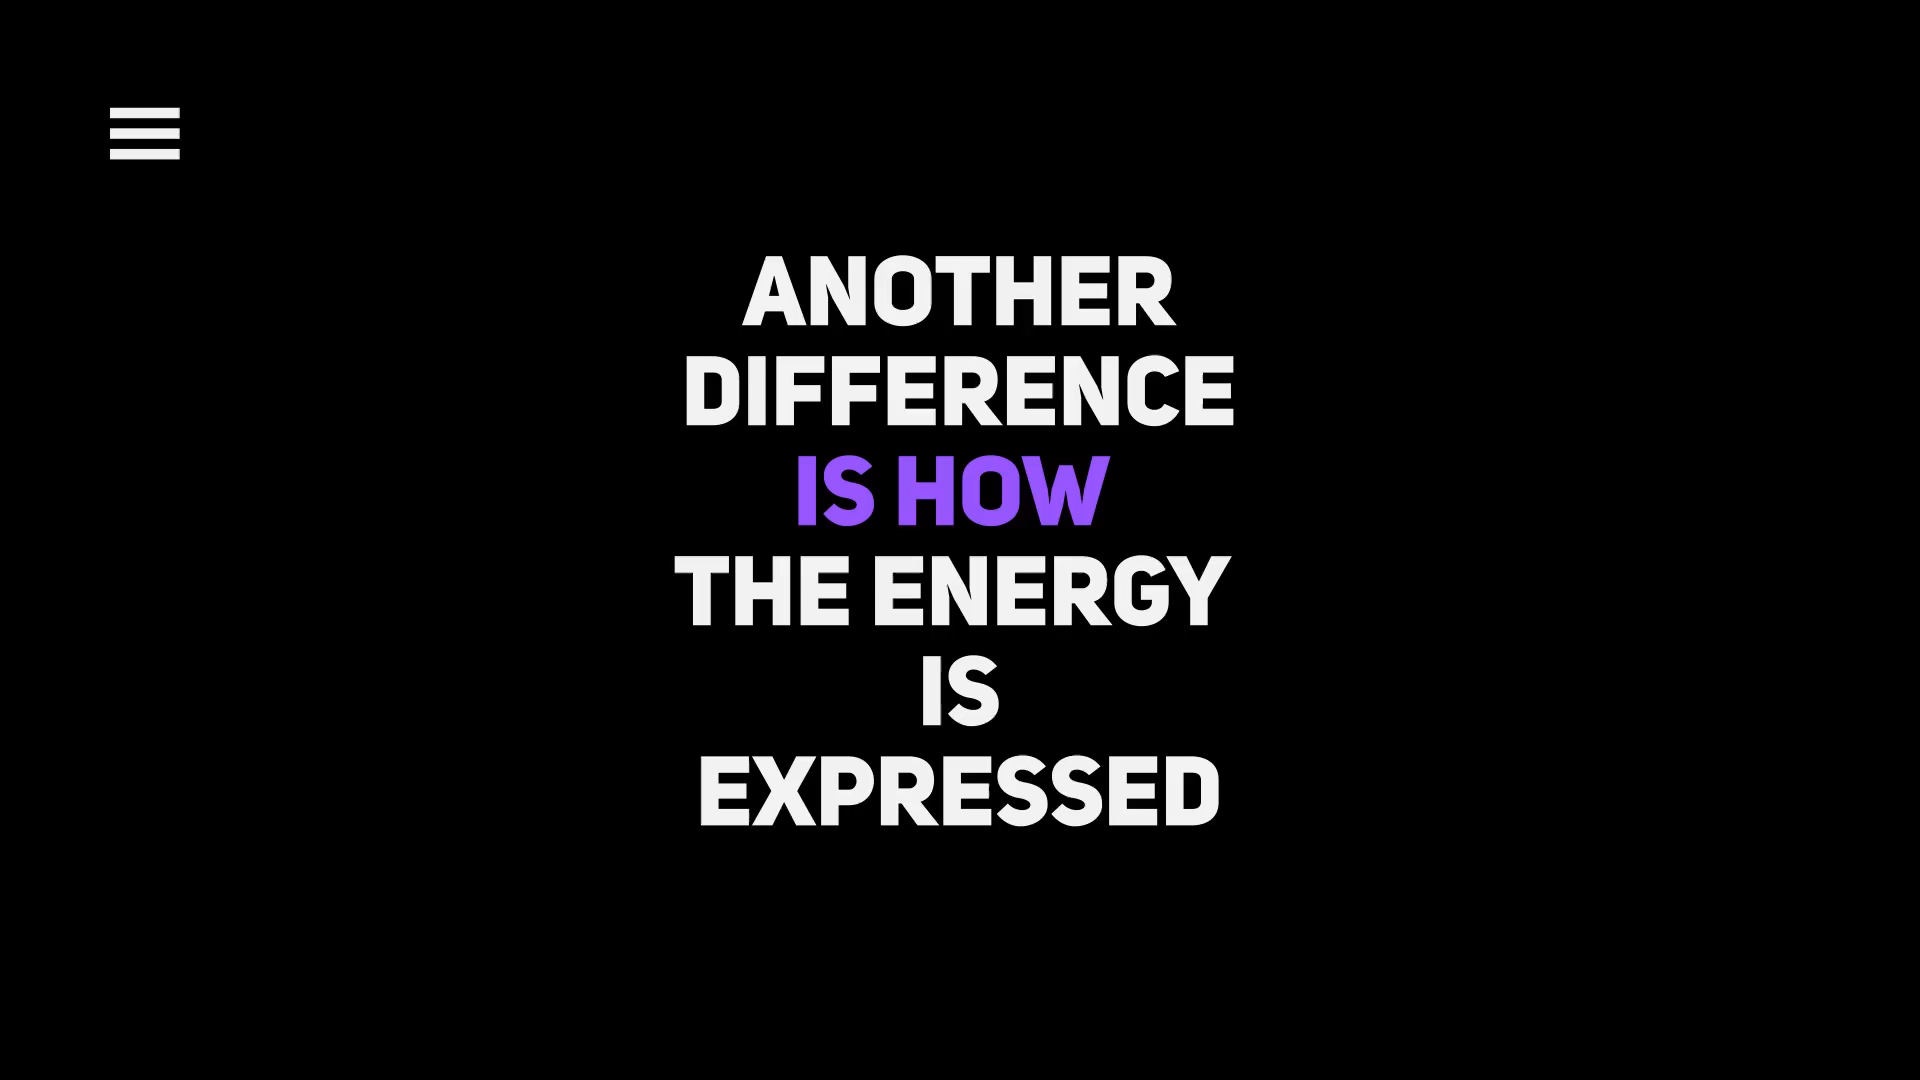 ANOTHER
DIFFERENCE
IS HOW
THE ENERGY
IS
EXPRESSED